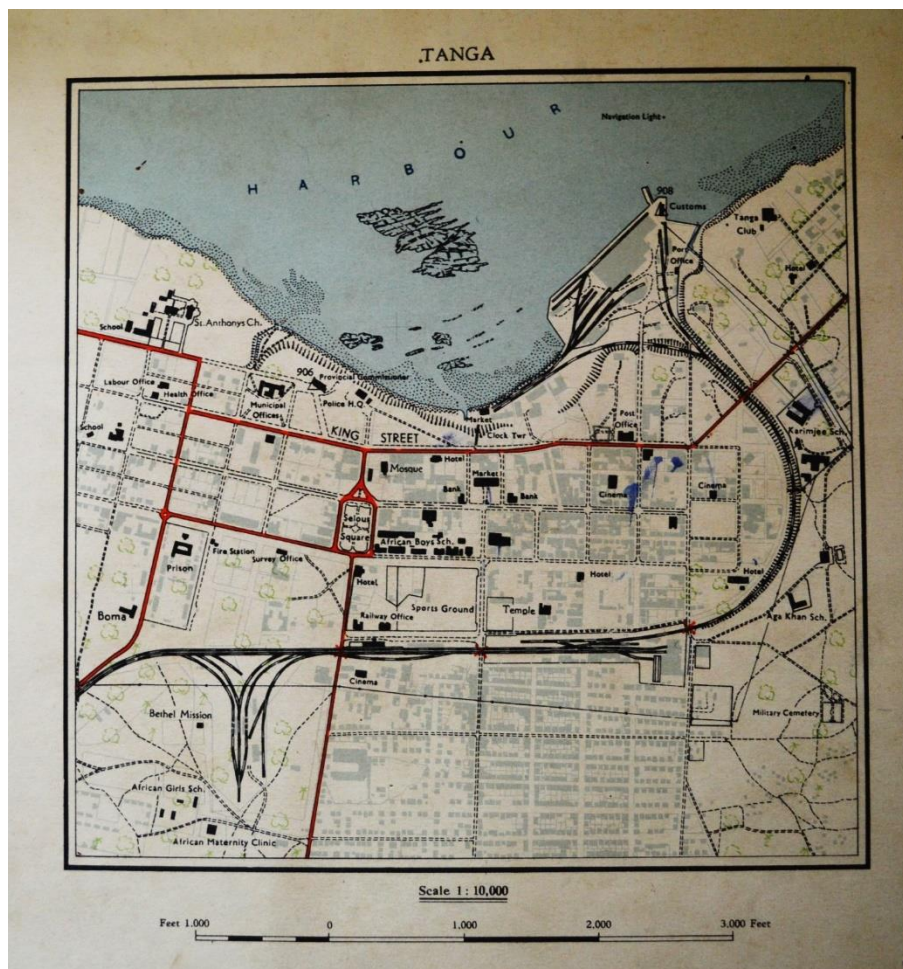 TANGA
Navigation Light
HARBOUR
908
Customs
Tanga
Club
Port
Office
Hotel
St. Anthonys Ch.
School
906
Provincial Commissioner
Labour Office
Health Office
Municipal
Offices
Police H.Q.
Market
Clock Twr
Post
Office
Karimjee Sch.
School
KING STREET
Hotel
Mosque
Market
Bank
Bank
Cinema
Cinema
Selous
Square
African Boys Sch.
Fire Station
Survey Office
Prison
Hotel
Hotel
Hotel
Sports Ground
Temple
Railway Office
Boma
Aga Khan Sch.
Cinema
Military Cemetery
Bethel Mission
African Girls Sch.
African Maternity Clinic
Scale 1 : 10,000
Feet 1,000 0 1,000 2,000 3,000 Feet